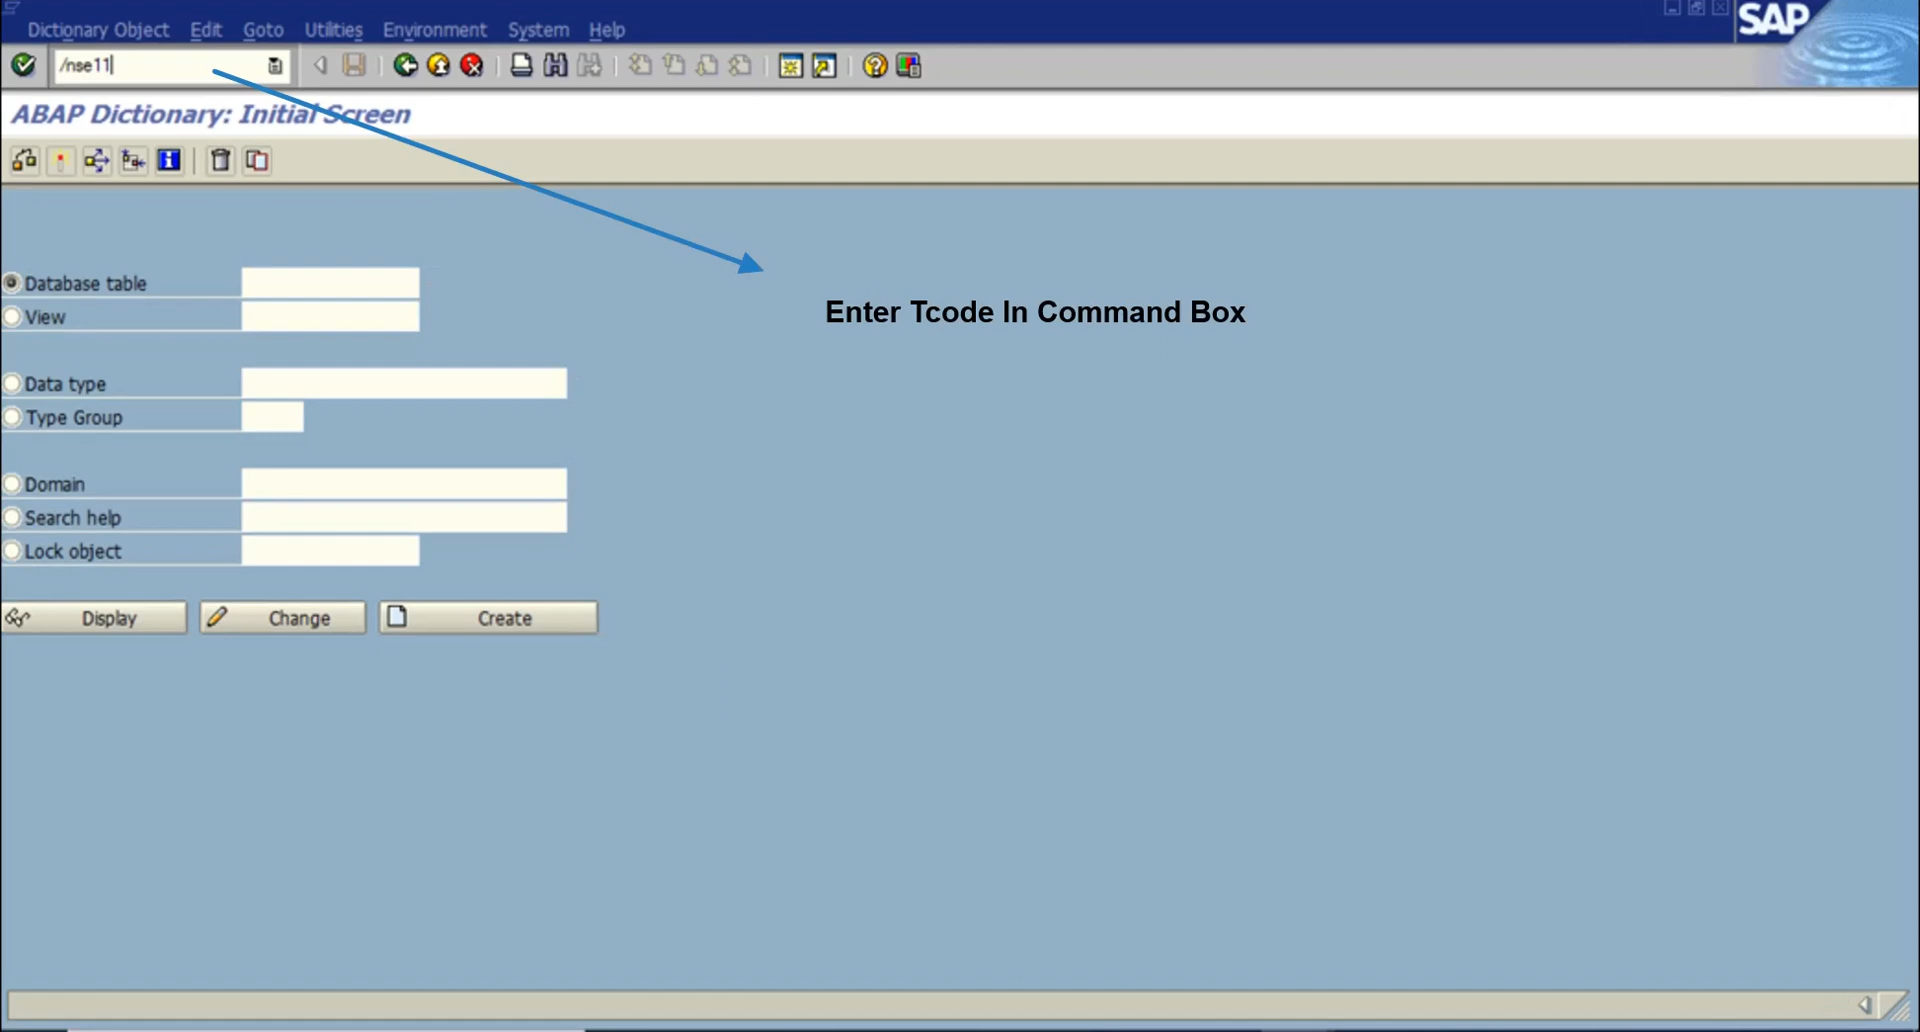 Dictionary Object Edit Goto Utilities Environment System Help
SAP
/nse11
ABAP Dictionary: Initial Screen
Database table
View
Enter Tcode In Command Box
Data type
Type Group
Domain
Search help
Lock object
Display Change Create